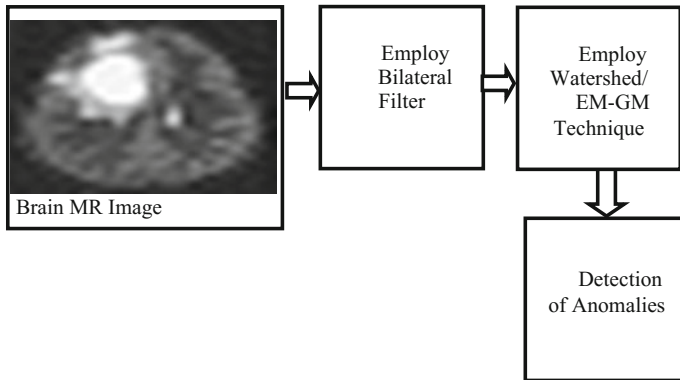 Brain MR Image
Employ
Bilateral
Filter
Employ
Watershed/
EM-GM
Technique
Detection
of Anomalies